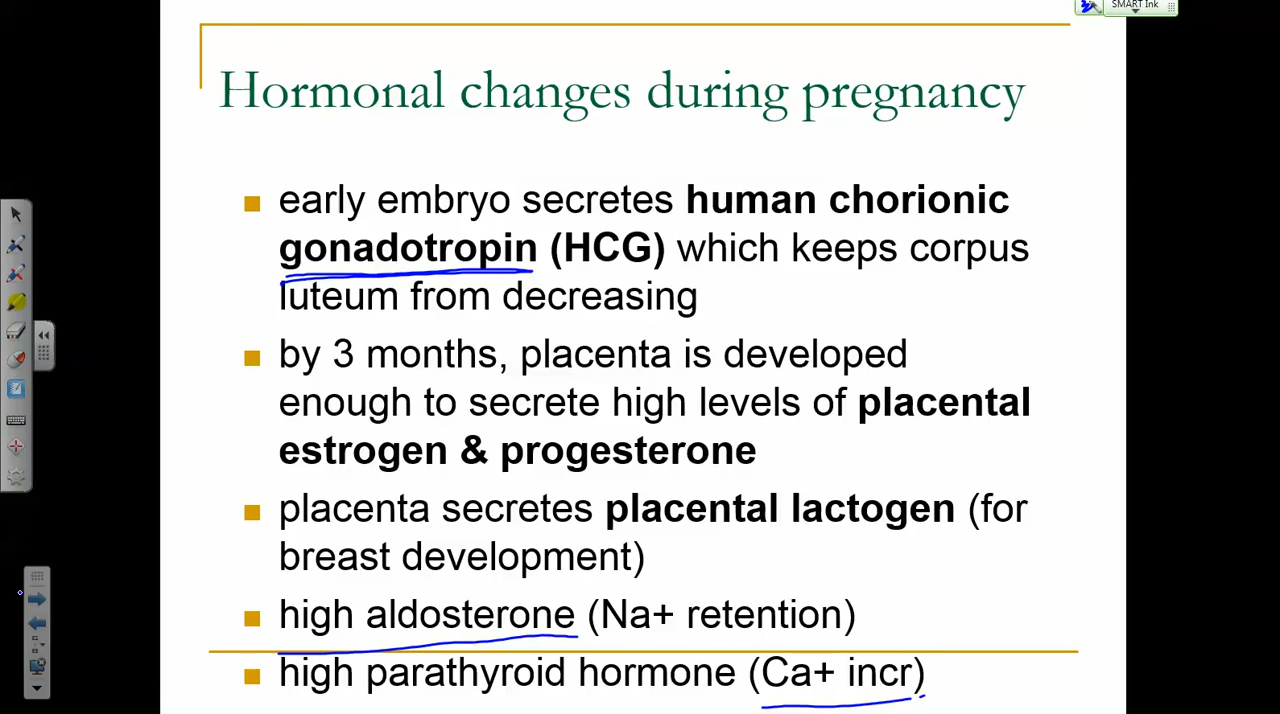 SMART Ink
Hormonal changes during pregnancy
early embryo secretes human chorionic
gonadotropin (HCG) which keeps corpus
luteum from decreasing
by 3 months, placenta is developed
enough to secrete high levels of placental
estrogen & progesterone
placenta secretes placental lactogen (for
breast development)
high aldosterone (Na+ retention)
high parathyroid hormone (Ca+ incr)